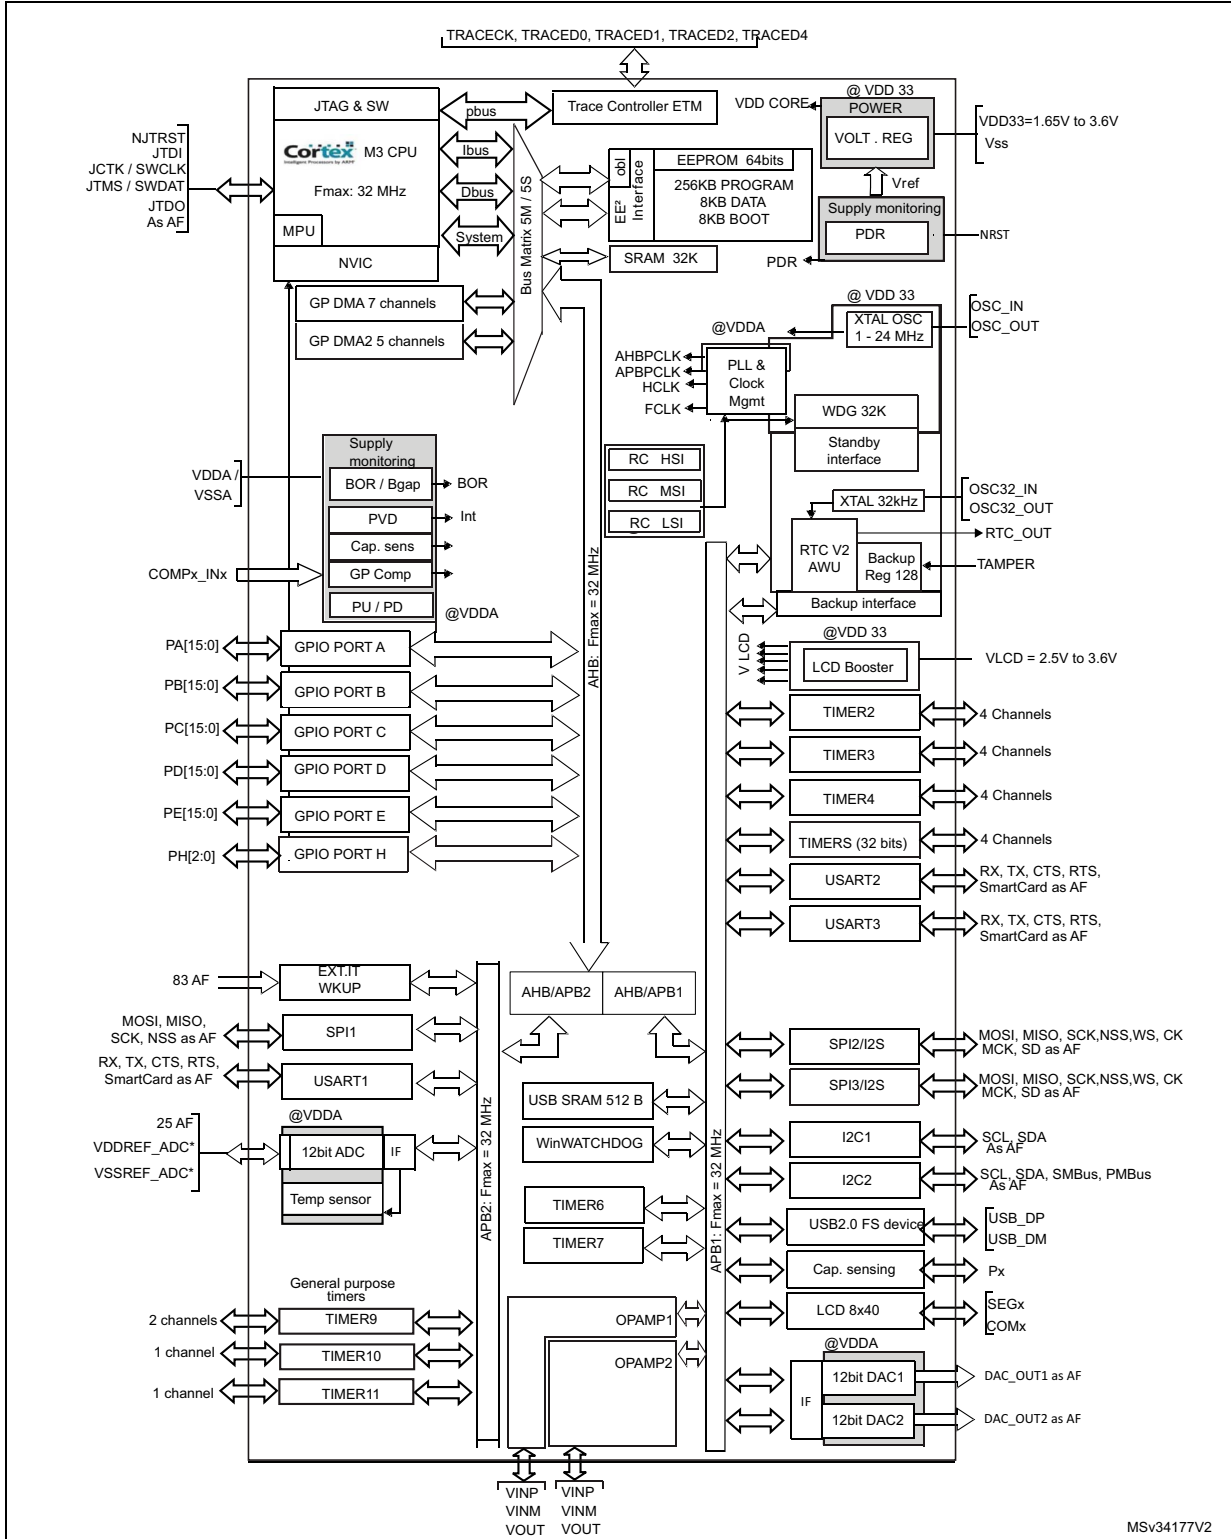 TRACECK, TRACED0, TRACED1, TRACED2, TRACED4
JTAG & SW
pbus
Trace Controller ETM
NJTRST
JTDI
JCTK / SWCLK
JTMS / SWDAT
JTDO
As AF
Cortex
Intelligent Processors by ARM
M3 CPU
Fmax: 32 MHz
MPU
NVIC
Ibus
Dbus
System
Bus Matrix 5M / 5S
EE²
obl
Interface
EEPROM 64bits
256KB PROGRAM
8KB DATA
8KB BOOT
SRAM 32K
@ VDD 33
VDD CORE
POWER
VOLT . REG
VDD33=1.65V to 3.6V
Vss
Vref
Supply monitoring
PDR
NRST
PDR
GP DMA 7 channels
GP DMA2 5 channels
@ VDD 33
XTAL OSC
1 - 24 MHz
OSC_IN
OSC_OUT
@VDDA
AHBPCLK
APBPCLK
HCLK
FCLK
PLL &
Clock
Mgmt
WDG 32K
Standby
interface
RC HSI
RC MSI
RC LSI
Supply
monitoring
VDDA /
VSSA
BOR / Bgap
BOR
PVD
Int
Cap. sens
COMPx_INx
GP Comp
PU / PD
@VDDA
XTAL 32kHz
OSC32_IN
OSC32_OUT
RTC V2
AWU
RTC_OUT
Backup
Reg 128
TAMPER
Backup interface
AHB: Fmax = 32 MHz
V LCD
@VDD 33
LCD Booster
VLCD = 2.5V to 3.6V
PA[15:0]
GPIO PORT A
PB[15:0]
GPIO PORT B
PC[15:0]
GPIO PORT C
PD[15:0]
GPIO PORT D
PE[15:0]
GPIO PORT E
PH[2:0]
GPIO PORT H
TIMER2
4 Channels
TIMER3
4 Channels
TIMER4
4 Channels
TIMERS (32 bits)
4 Channels
USART2
RX, TX, CTS, RTS,
SmartCard as AF
USART3
RX, TX, CTS, RTS,
SmartCard as AF
83 AF
EXT.IT
WKUP
AHB/APB2
AHB/APB1
MOSI, MISO,
SCK, NSS as AF
SPI1
RX, TX, CTS, RTS,
SmartCard as AF
USART1
SPI2/I2S
MOSI, MISO, SCK,NSS,WS, CK
MCK, SD as AF
SPI3/I2S
MOSI, MISO, SCK,NSS,WS, CK
MCK, SD as AF
USB SRAM 512 B
WinWATCHDOG
25 AF
VDDREF_ADC*
VSSREF_ADC*
@VDDA
12bit ADC
IF
Temp sensor
APB2: Fmax = 32 MHz
APB1: Fmax = 32 MHz
I2C1
SCL, SDA
As AF
I2C2
SCL, SDA, SMBus, PMBus
As AF
TIMER6
TIMER7
USB2.0 FS device
USB_DP
USB_DM
Cap. sensing
Px
LCD 8x40
SEGx
COMx
General purpose
timers
2 channels
TIMER9
1 channel
TIMER10
1 channel
TIMER11
OPAMP1
OPAMP2
@VDDA
IF
12bit DAC1
DAC_OUT1 as AF
12bit DAC2
DAC_OUT2 as AF
VINP
VINM
VOUT
VINP
VINM
VOUT
MSv34177V2